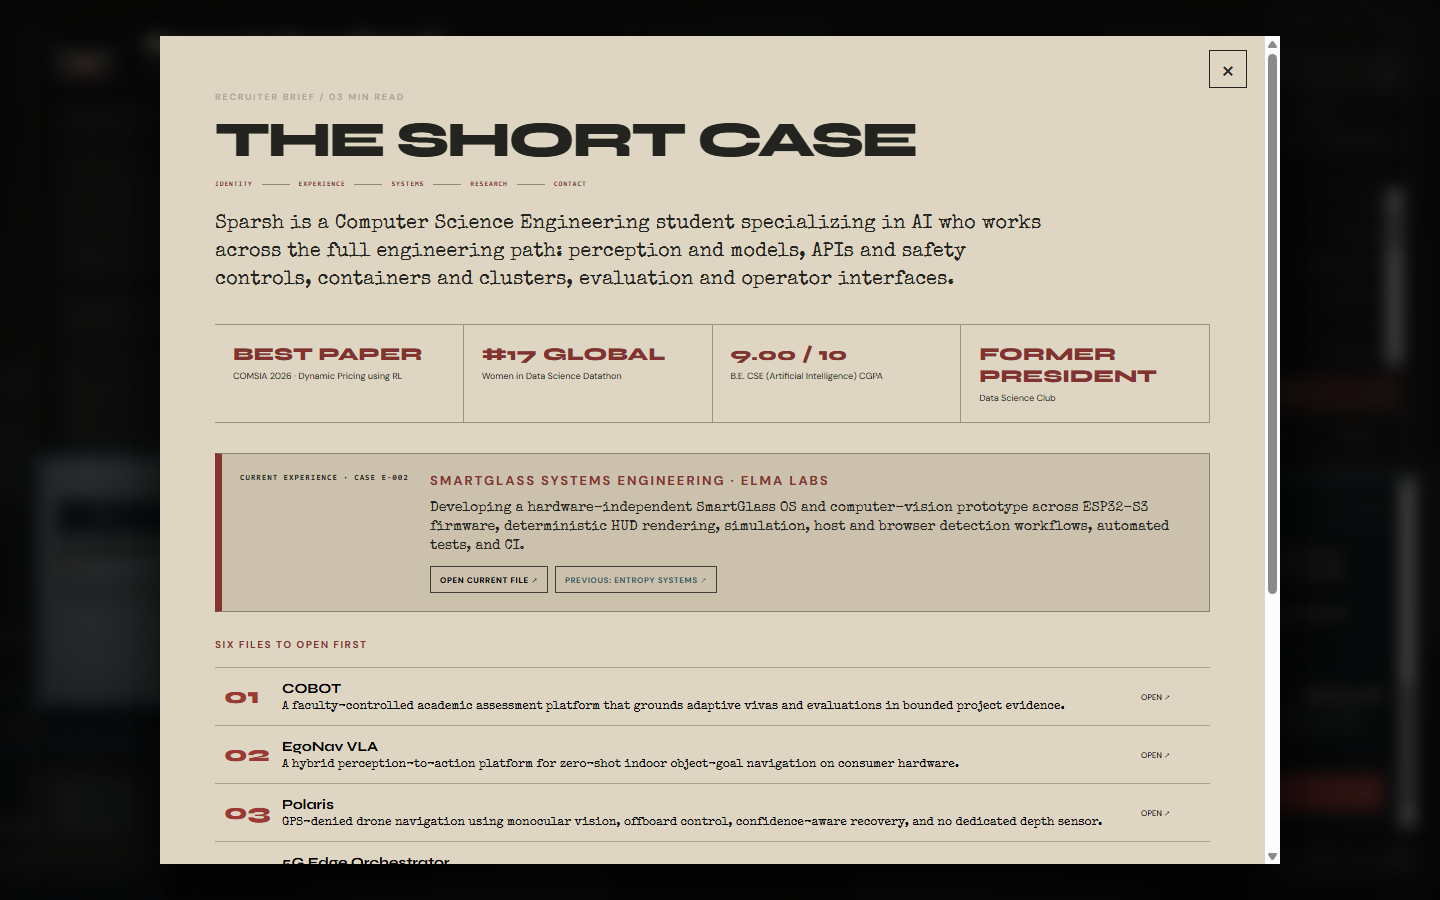 ×
RECRUITER BRIEF / 03 MIN READ
THE SHORT CASE
IDENTITY EXPERIENCE SYSTEMS RESEARCH CONTACT
Sparsh is a Computer Science Engineering student specializing in AI who works
across the full engineering path: perception and models, APIs and safety
controls, containers and clusters, evaluation and operator interfaces.
BEST PAPER
COMSIA 2026 · Dynamic Pricing using RL
#17 GLOBAL
Women in Data Science Datathon
9.00 / 10
B.E. CSE (Artificial Intelligence) CGPA
FORMER
PRESIDENT
Data Science Club
CURRENT EXPERIENCE · CASE E-002
SMARTGLASS SYSTEMS ENGINEERING · ELMA LABS
Developing a hardware-independent SmartGlass OS and computer-vision prototype across ESP32-S3
firmware, deterministic HUD rendering, simulation, host and browser detection workflows, automated
tests, and CI.
OPEN CURRENT FILE ↗
PREVIOUS: ENTROPY SYSTEMS ↗
SIX FILES TO OPEN FIRST
01
COBOT
A faculty-controlled academic assessment platform that grounds adaptive vivas and evaluations in bounded project evidence.
OPEN ↗
02
EgoNav VLA
A hybrid perception-to-action platform for zero-shot indoor object-goal navigation on consumer hardware.
OPEN ↗
03
Polaris
GPS-denied drone navigation using monocular vision, offboard control, confidence-aware recovery, and no dedicated depth sensor.
OPEN ↗
5G Edge Orchestrator